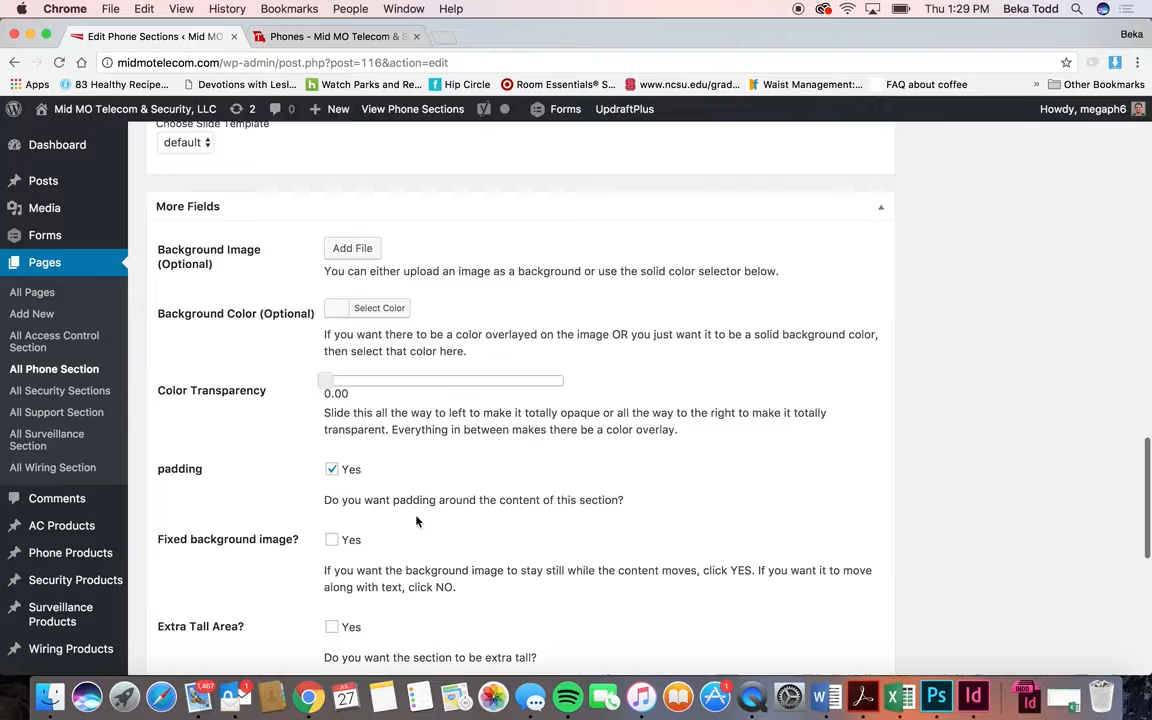 Chrome File Edit View History Bookmarks People Window Help Thu 1:29 PM Beka Todd
Edit Phone Sections ‹ Mid MO × Phones - Mid MO Telecom & S × Beka
midmotelecom.com/wp-admin/post.php?post=116&action=edit
Apps 83 Healthy Recipe... Devotions with Lesl... Watch Parks and Re... Hip Circle Room Essentials® S... www.ncsu.edu/grad... Waist Management:... FAQ about coffee » Other Bookmarks
Mid MO Telecom & Security, LLC 2 0 New View Phone Sections Forms UpdraftPlus Howdy, megaph6
Choose Slide Template
default
Dashboard
Posts
Media
Forms
Pages
All Pages
Add New
All Access Control
Section
All Phone Section
All Security Sections
All Support Section
All Surveillance
Section
All Wiring Section
Comments
AC Products
Phone Products
Security Products
Surveillance
Products
Wiring Products
More Fields
Background Image
(Optional)
Add File
You can either upload an image as a background or use the solid color selector below.
Background Color (Optional)
Select Color
If you want there to be a color overlayed on the image OR you just want it to be a solid background color,
then select that color here.
Color Transparency
0.00
Slide this all the way to left to make it totally opaque or all the way to the right to make it totally
transparent. Everything in between makes there be a color overlay.
padding
Yes
Do you want padding around the content of this section?
Fixed background image?
Yes
If you want the background image to stay still while the content moves, click YES. If you want it to move
along with text, click NO.
Extra Tall Area?
Yes
Do you want the section to be extra tall?
1,467 1 JUL 27 1 W X Ps Id INDD Id